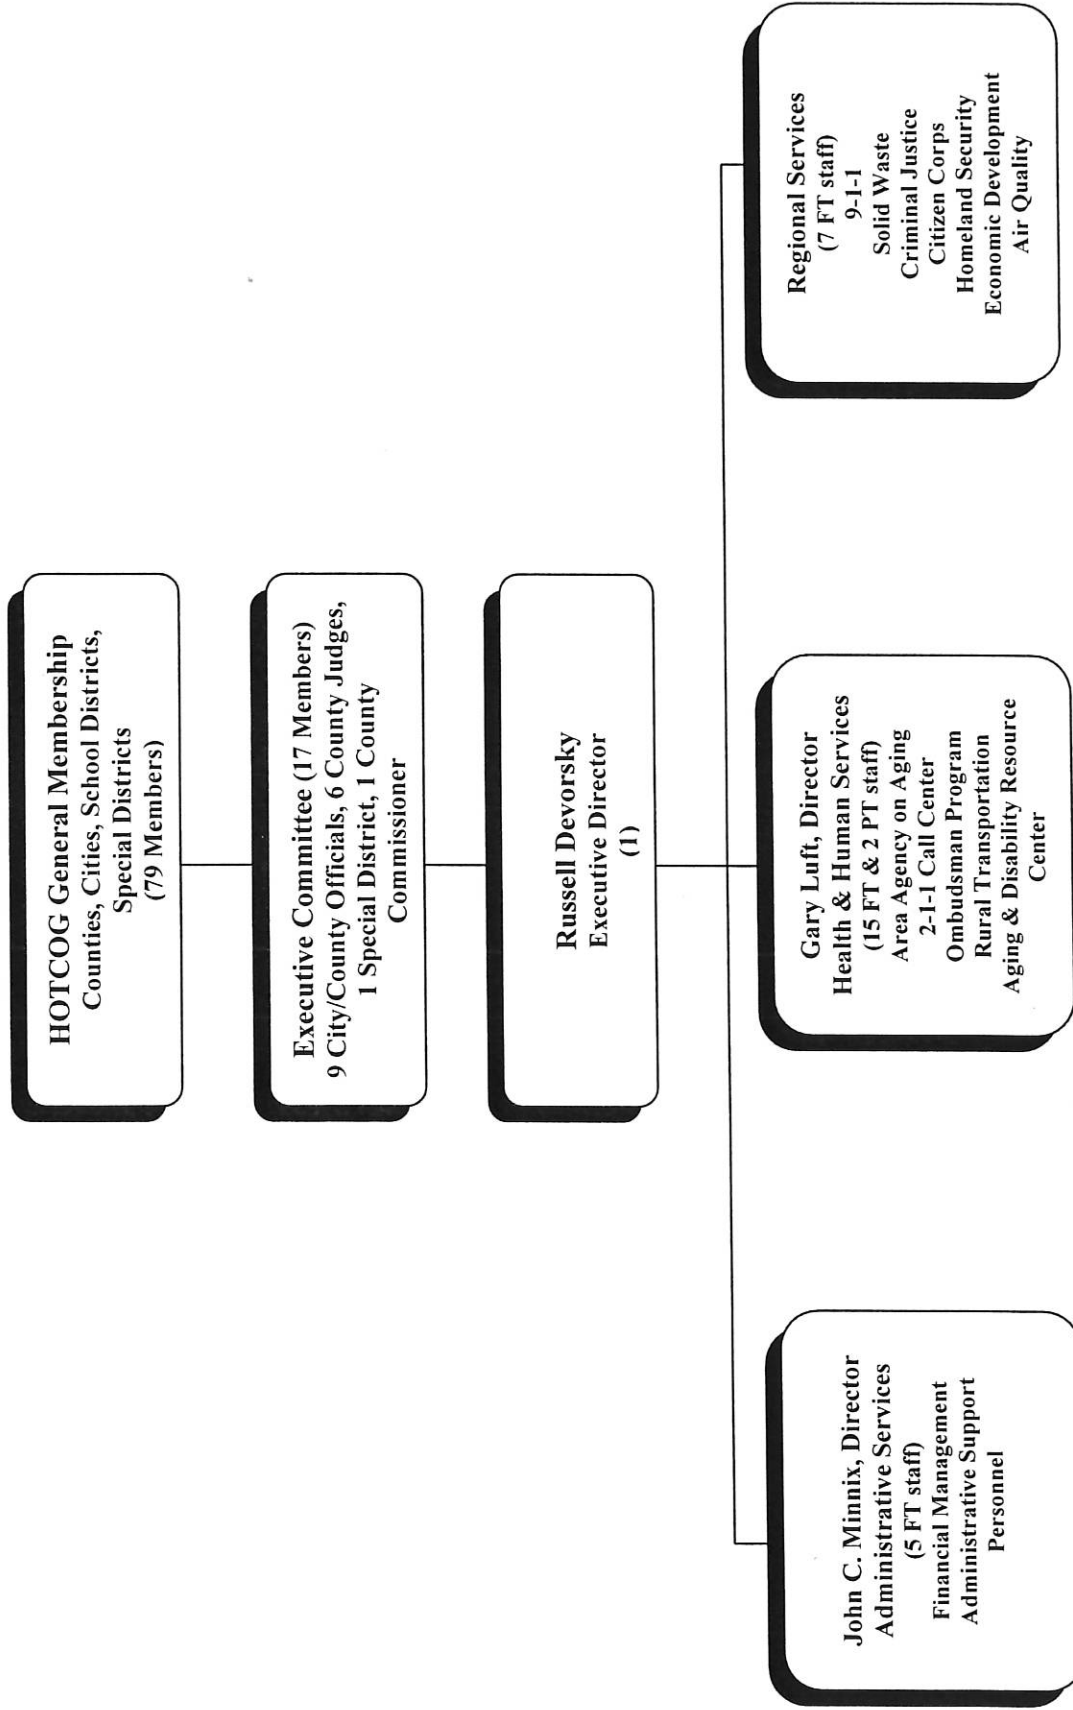 HOTCOG General Membership
Counties, Cities, School Districts,
Special Districts
(79 Members)
Executive Committee (17 Members)
9 City/County Officials, 6 County Judges,
1 Special District, 1 County
Commissioner
Russell Devorsky
Executive Director
(1)
John C. Minnix, Director
Administrative Services
(5 FT staff)
Financial Management
Administrative Support
Personnel
Gary Luft, Director
Health & Human Services
(15 FT & 2 PT staff)
Area Agency on Aging
2-1-1 Call Center
Ombudsman Program
Rural Transportation
Aging & Disability Resource
Center
Regional Services
(7 FT staff)
9-1-1
Solid Waste
Criminal Justice
Citizen Corps
Homeland Security
Economic Development
Air Quality